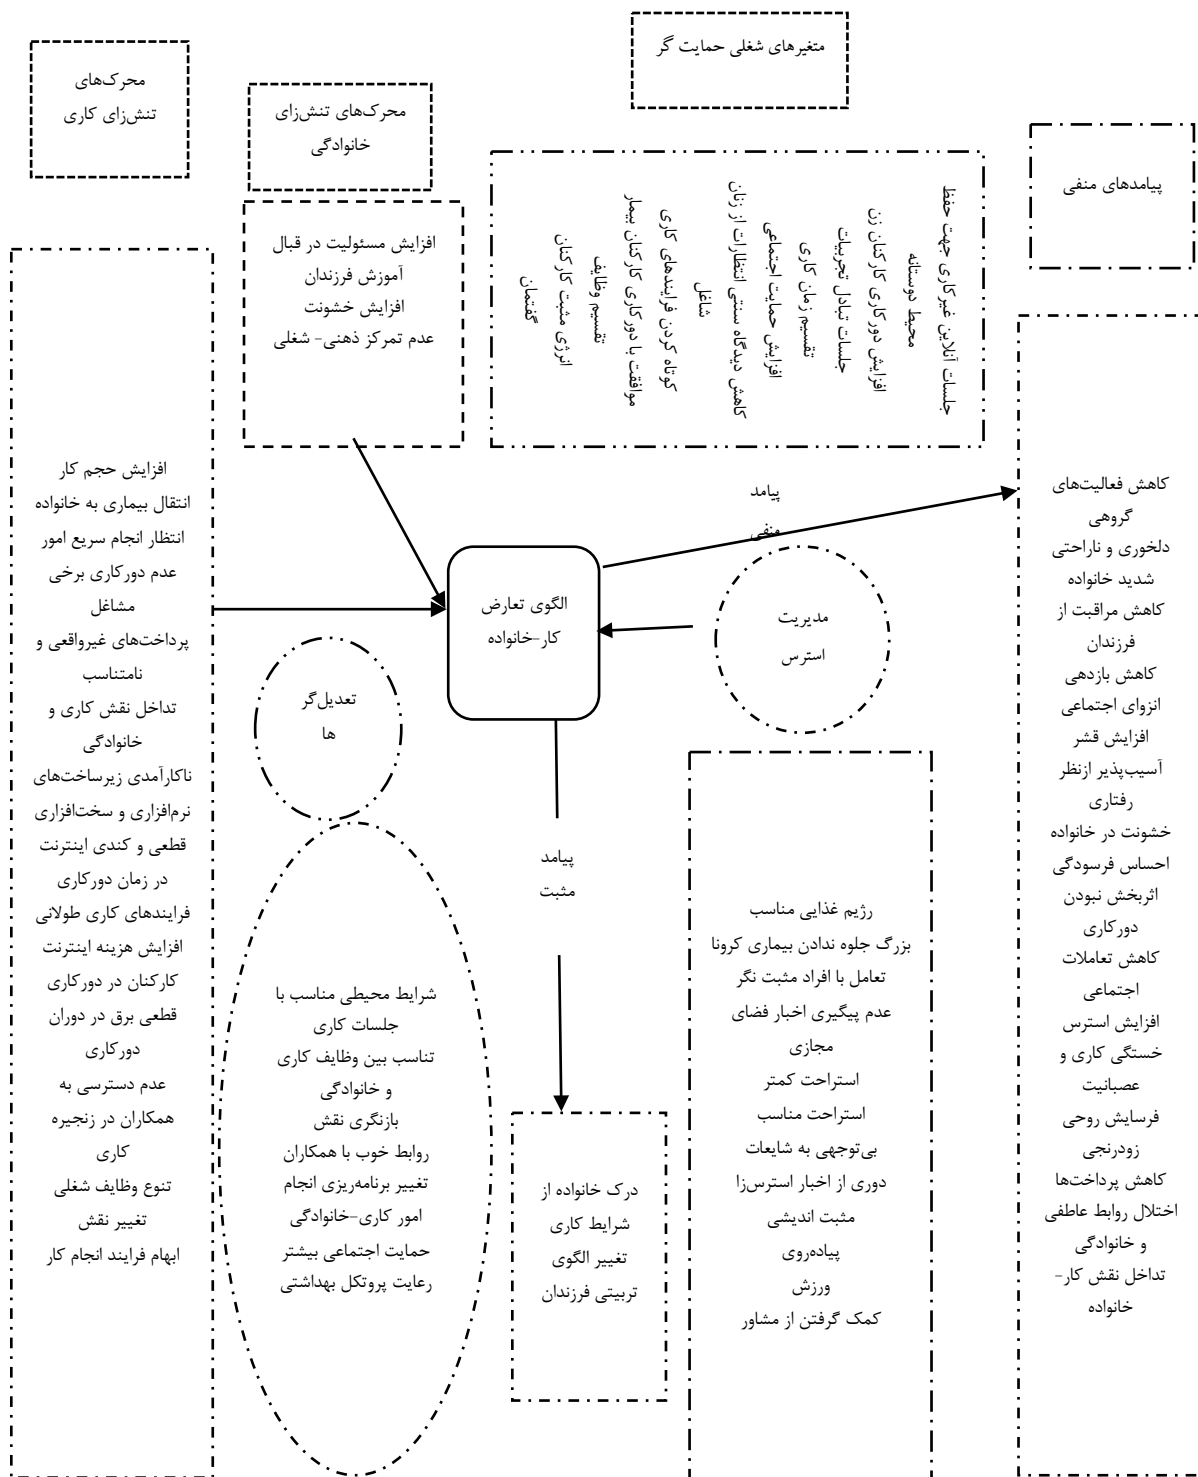 متغیرهای شغلی حمایت گر
محرک‌های
تنش‌زای کاری
محرک‌های تنش‌زای
خانوادگی
پیامدهای منفی
جلسات آنلاین غیرکاری جهت حفظ
محیط دوستانه
افزایش دورکاری کارکنان زن
جلسات تبادل تجربیات
تقسیم زمان کاری
افزایش حمایت اجتماعی
کاهش دیدگاه سنتی انتظارات از زنان
شاغل
کوتاه کردن فرایندهای کاری
موافقت با دورکاری کارکنان بیمار
تقسیم وظایف
انرژی مثبت کارکنان
گفتمان
افزایش مسئولیت در قبال
آموزش فرزندان
افزایش خشونت
عدم تمرکز ذهنی- شغلی
افزایش حجم کار
انتقال بیماری به خانواده
انتظار انجام سریع امور
عدم دورکاری برخی
مشاغل
پرداخت‌های غیرواقعی و
نامتناسب
تداخل نقش کاری و
خانوادگی
ناکارآمدی زیرساخت‌های
نرم‌افزاری و سخت‌افزاری
قطعی و کندی اینترنت
در زمان دورکاری
فرایندهای کاری طولانی
افزایش هزینه اینترنت
کارکنان در دورکاری
قطعی برق در دوران
دورکاری
عدم دسترسی به
همکاران در زنجیره
کاری
تنوع وظایف شغلی
تغییر نقش
ابهام فرایند انجام کار
پیامد
منفی
الگوی تعارض
کار-خانواده
مدیریت
استرس
تعدیل‌گر
ها
پیامد
مثبت
شرایط محیطی مناسب با
جلسات کاری
تناسب بین وظایف کاری
و خانوادگی
بازنگری نقش
روابط خوب با همکاران
تغییر برنامه‌ریزی انجام
امور کاری-خانوادگی
حمایت اجتماعی بیشتر
رعایت پروتکل بهداشتی
درک خانواده از
شرایط کاری
تغییر الگوی
تربیتی فرزندان
رژیم غذایی مناسب
بزرگ جلوه ندادن بیماری کرونا
تعامل با افراد مثبت نگر
عدم پیگیری اخبار فضای
مجازی
استراحت کمتر
استراحت مناسب
بی‌توجهی به شایعات
دوری از اخبار استرس‌زا
مثبت اندیشی
پیاده‌روی
ورزش
کمک گرفتن از مشاور
کاهش فعالیت‌های
گروهی
دلخوری و ناراحتی
شدید خانواده
کاهش مراقبت از
فرزندان
کاهش بازدهی
انزوای اجتماعی
افزایش قشر
آسیب‌پذیر ازنظر
رفتاری
خشونت در خانواده
احساس فرسودگی
اثربخش نبودن
دورکاری
کاهش تعاملات
اجتماعی
افزایش استرس
خستگی کاری و
عصبانیت
فرسایش روحی
زودرنجی
کاهش پرداخت‌ها
اختلال روابط عاطفی
و خانوادگی
تداخل نقش کار-
خانواده